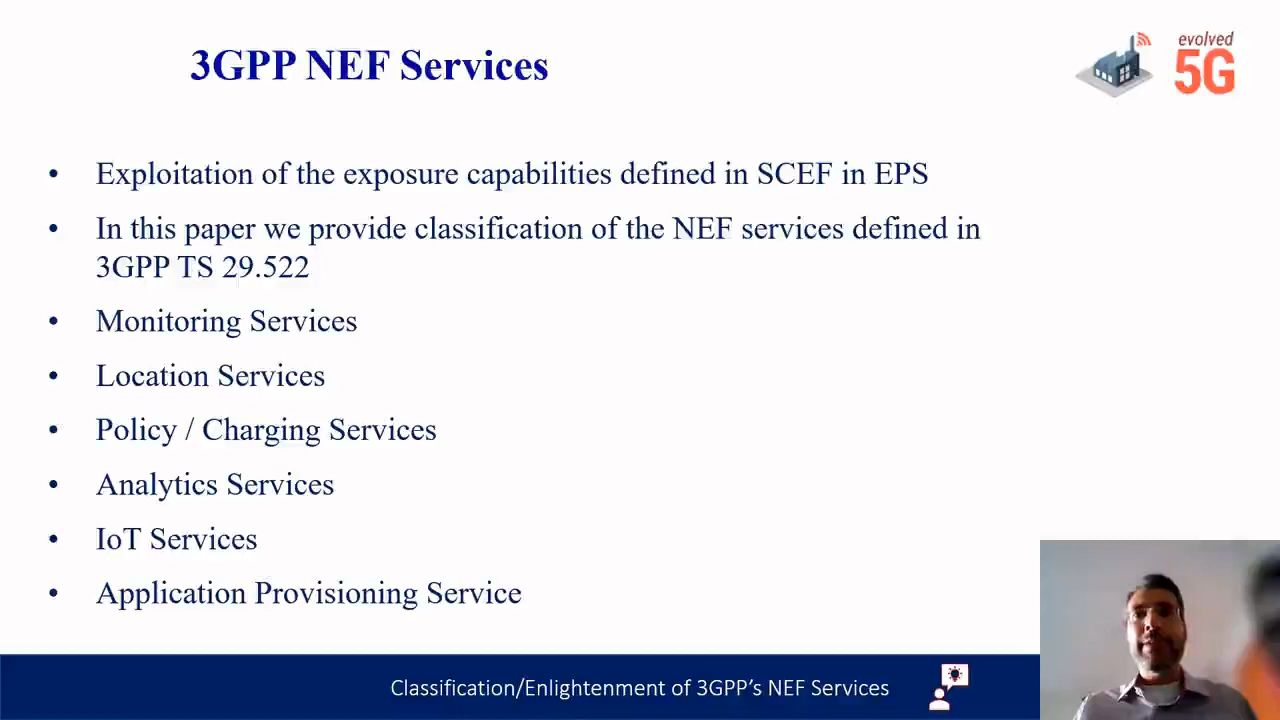 3GPP NEF Services
evolved
5G
• Exploitation of the exposure capabilities defined in SCEF in EPS
• In this paper we provide classification of the NEF services defined in
3GPP TS 29.522
• Monitoring Services
• Location Services
• Policy / Charging Services
• Analytics Services
• IoT Services
• Application Provisioning Service
Classification/Enlightenment of 3GPP's NEF Services